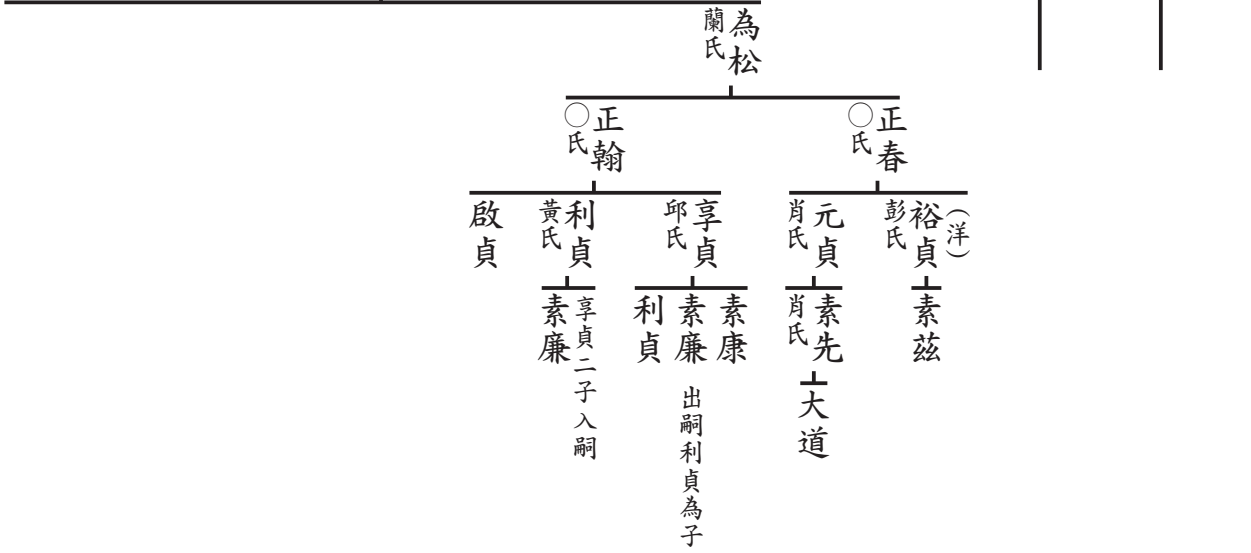 為松
蘭氏
正春
○氏
正翰
○氏
(洋)
裕貞
彭氏
元貞
肖氏
享貞
邱氏
利貞
黃氏
啟貞
素茲
素先
肖氏
素康
素廉 出嗣利貞為子
利貞
享貞二子入嗣
素廉
大道